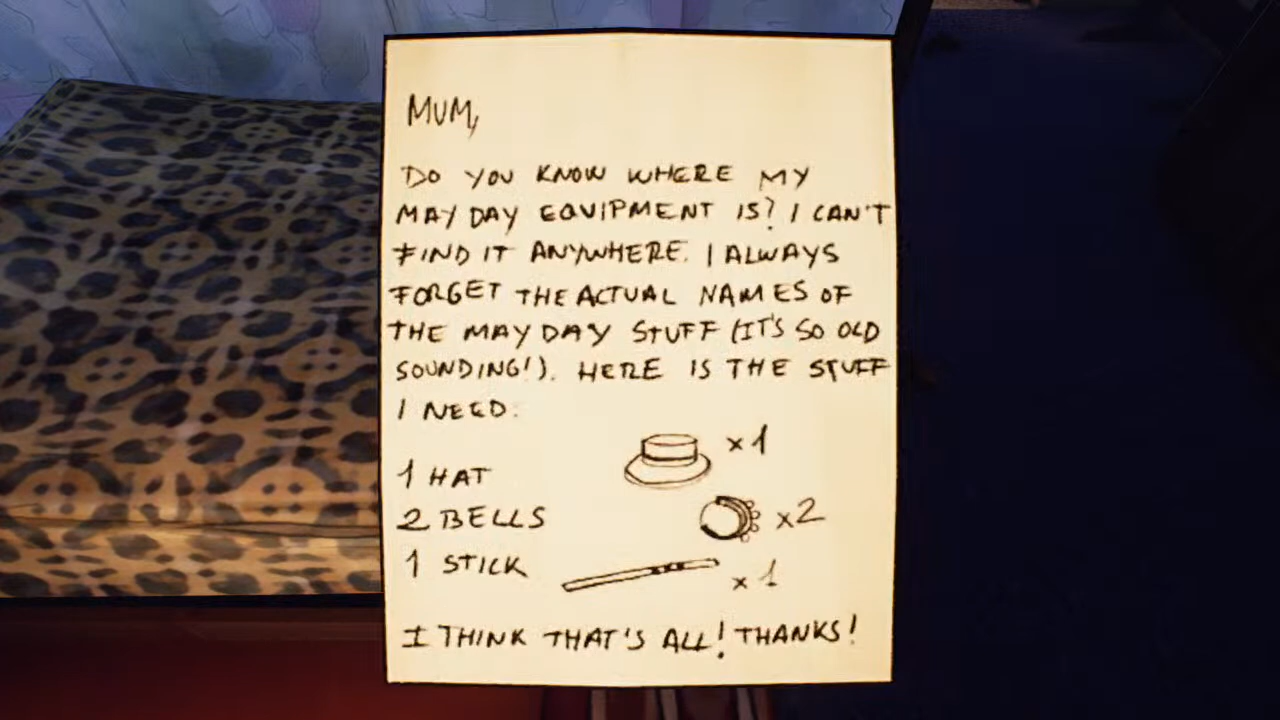 MUM,
DO YOU KNOW WHERE MY
MAY DAY EQUIPMENT IS? I CAN'T
FIND IT ANYWHERE. I ALWAYS
FORGET THE ACTUAL NAMES OF
THE MAY DAY STUFF (IT'S SO OLD
SOUNDING!). HERE IS THE STUFF
I NEED:
1 HAT x1
2 BELLS x2
1 STICK x1
I THINK THAT'S ALL! THANKS!